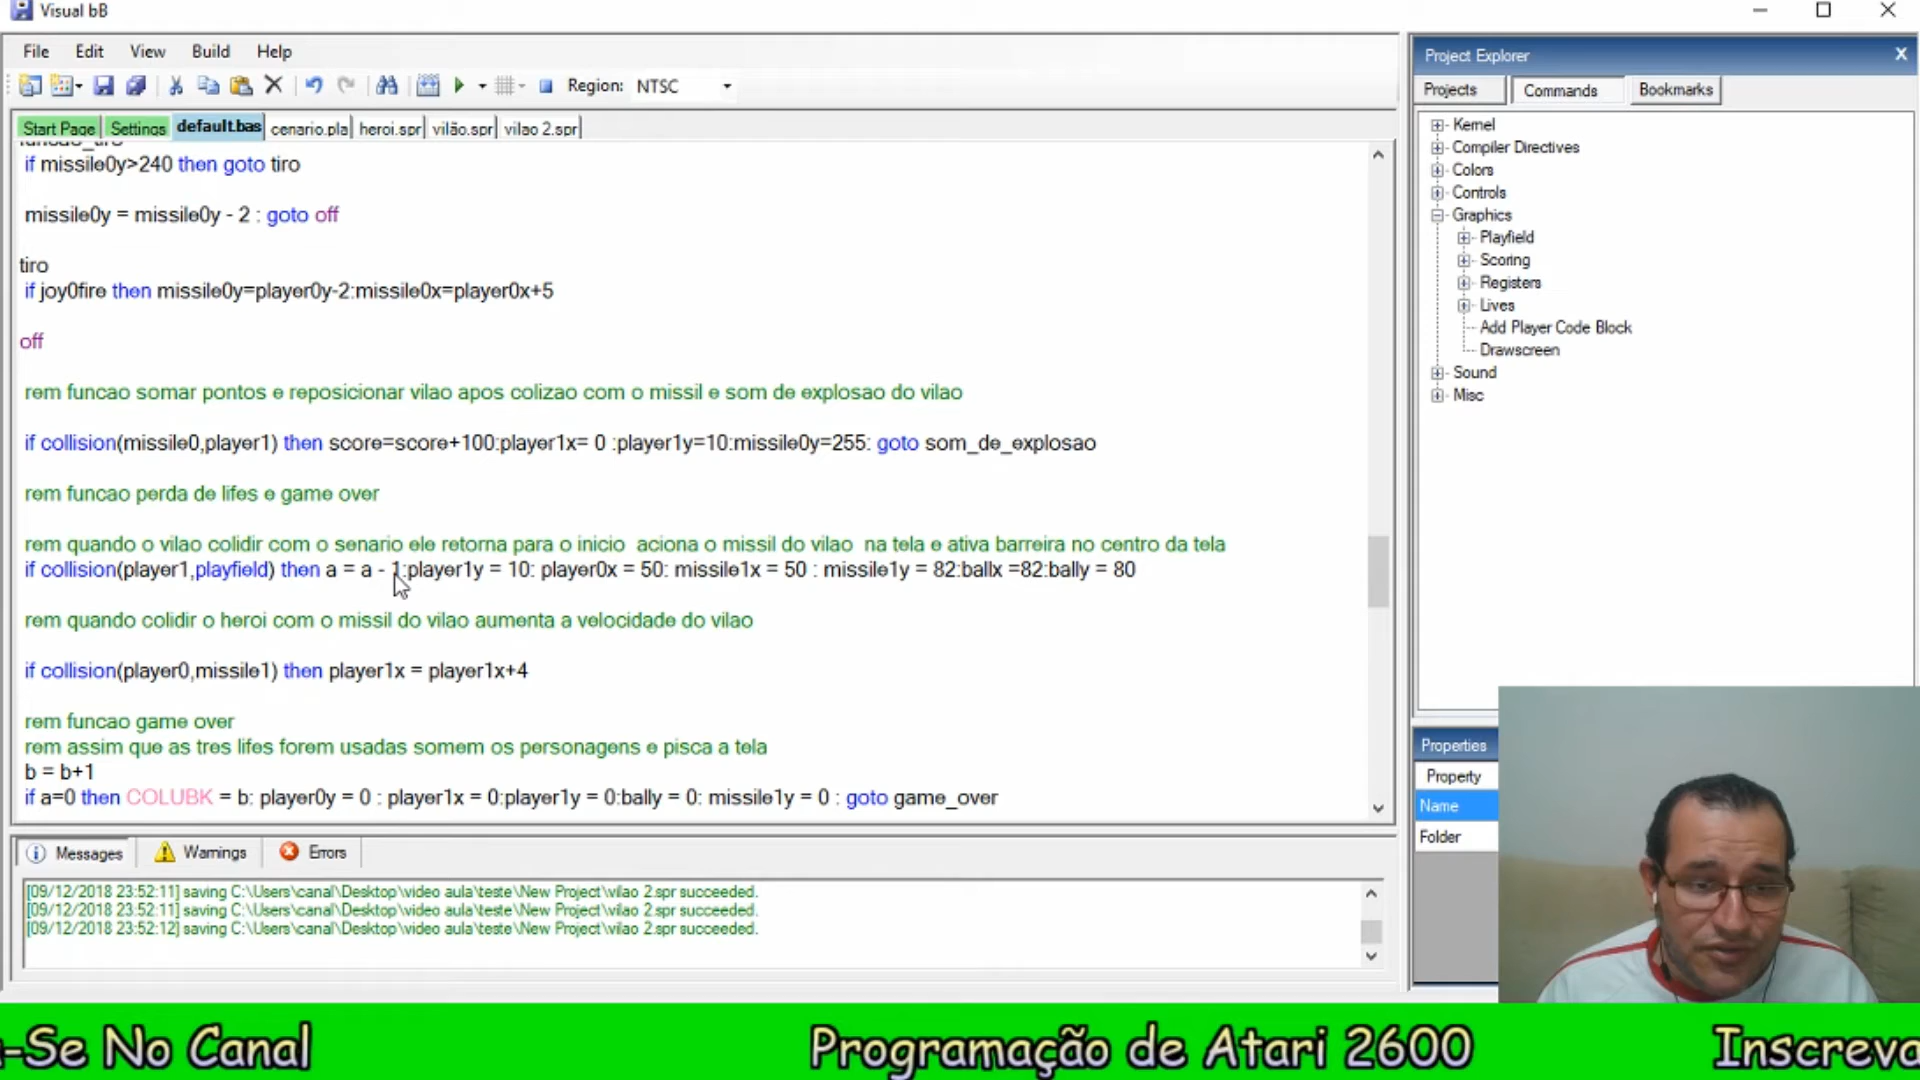 Visual bB
File Edit View Build Help
Region: NTSC
Start Page Settings default.bas cenario.pla heroi.spr vilão.spr vilao 2.spr
if missile0y>240 then goto tiro
missile0y = missile0y - 2 : goto off
tiro
if joy0fire then missile0y=player0y-2:missile0x=player0x+5
off
rem funcao somar pontos e reposicionar vilao apos colizao com o missil e som de explosao do vilao
if collision(missile0,player1) then score=score+100:player1x= 0 :player1y=10:missile0y=255: goto som_de_explosao
rem funcao perda de lifes e game over
rem quando o vilao colidir com o senario ele retorna para o inicio  aciona o missil do vilao  na tela e ativa barreira no centro da tela
if collision(player1,playfield) then a = a - 1:player1y = 10: player0x = 50: missile1x = 50 : missile1y = 82:ballx =82:bally = 80
rem quando colidir o heroi com o missil do vilao aumenta a velocidade do vilao
if collision(player0,missile1) then player1x = player1x+4
rem funcao game over
rem assim que as tres lifes forem usadas somem os personagens e pisca a tela
b = b+1
if a=0 then COLUBK = b: player0y = 0 : player1x = 0:player1y = 0:bally = 0: missile1y = 0 : goto game_over
Messages Warnings Errors
[09/12/2018 23:52:11] saving C:\Users\canal\Desktop\video aula\teste\New Project\vilao 2.spr succeeded.
[09/12/2018 23:52:11] saving C:\Users\canal\Desktop\video aula\teste\New Project\vilao 2.spr succeeded.
[09/12/2018 23:52:12] saving C:\Users\canal\Desktop\video aula\teste\New Project\vilao 2.spr succeeded.
Project Explorer X
Projects Commands Bookmarks
Kernel
Compiler Directives
Colors
Controls
Graphics
Playfield
Scoring
Registers
Lives
Add Player Code Block
Drawscreen
Sound
Misc
Properties
Property
Name
Folder
-Se No Canal Programação de Atari 2600 Inscreva